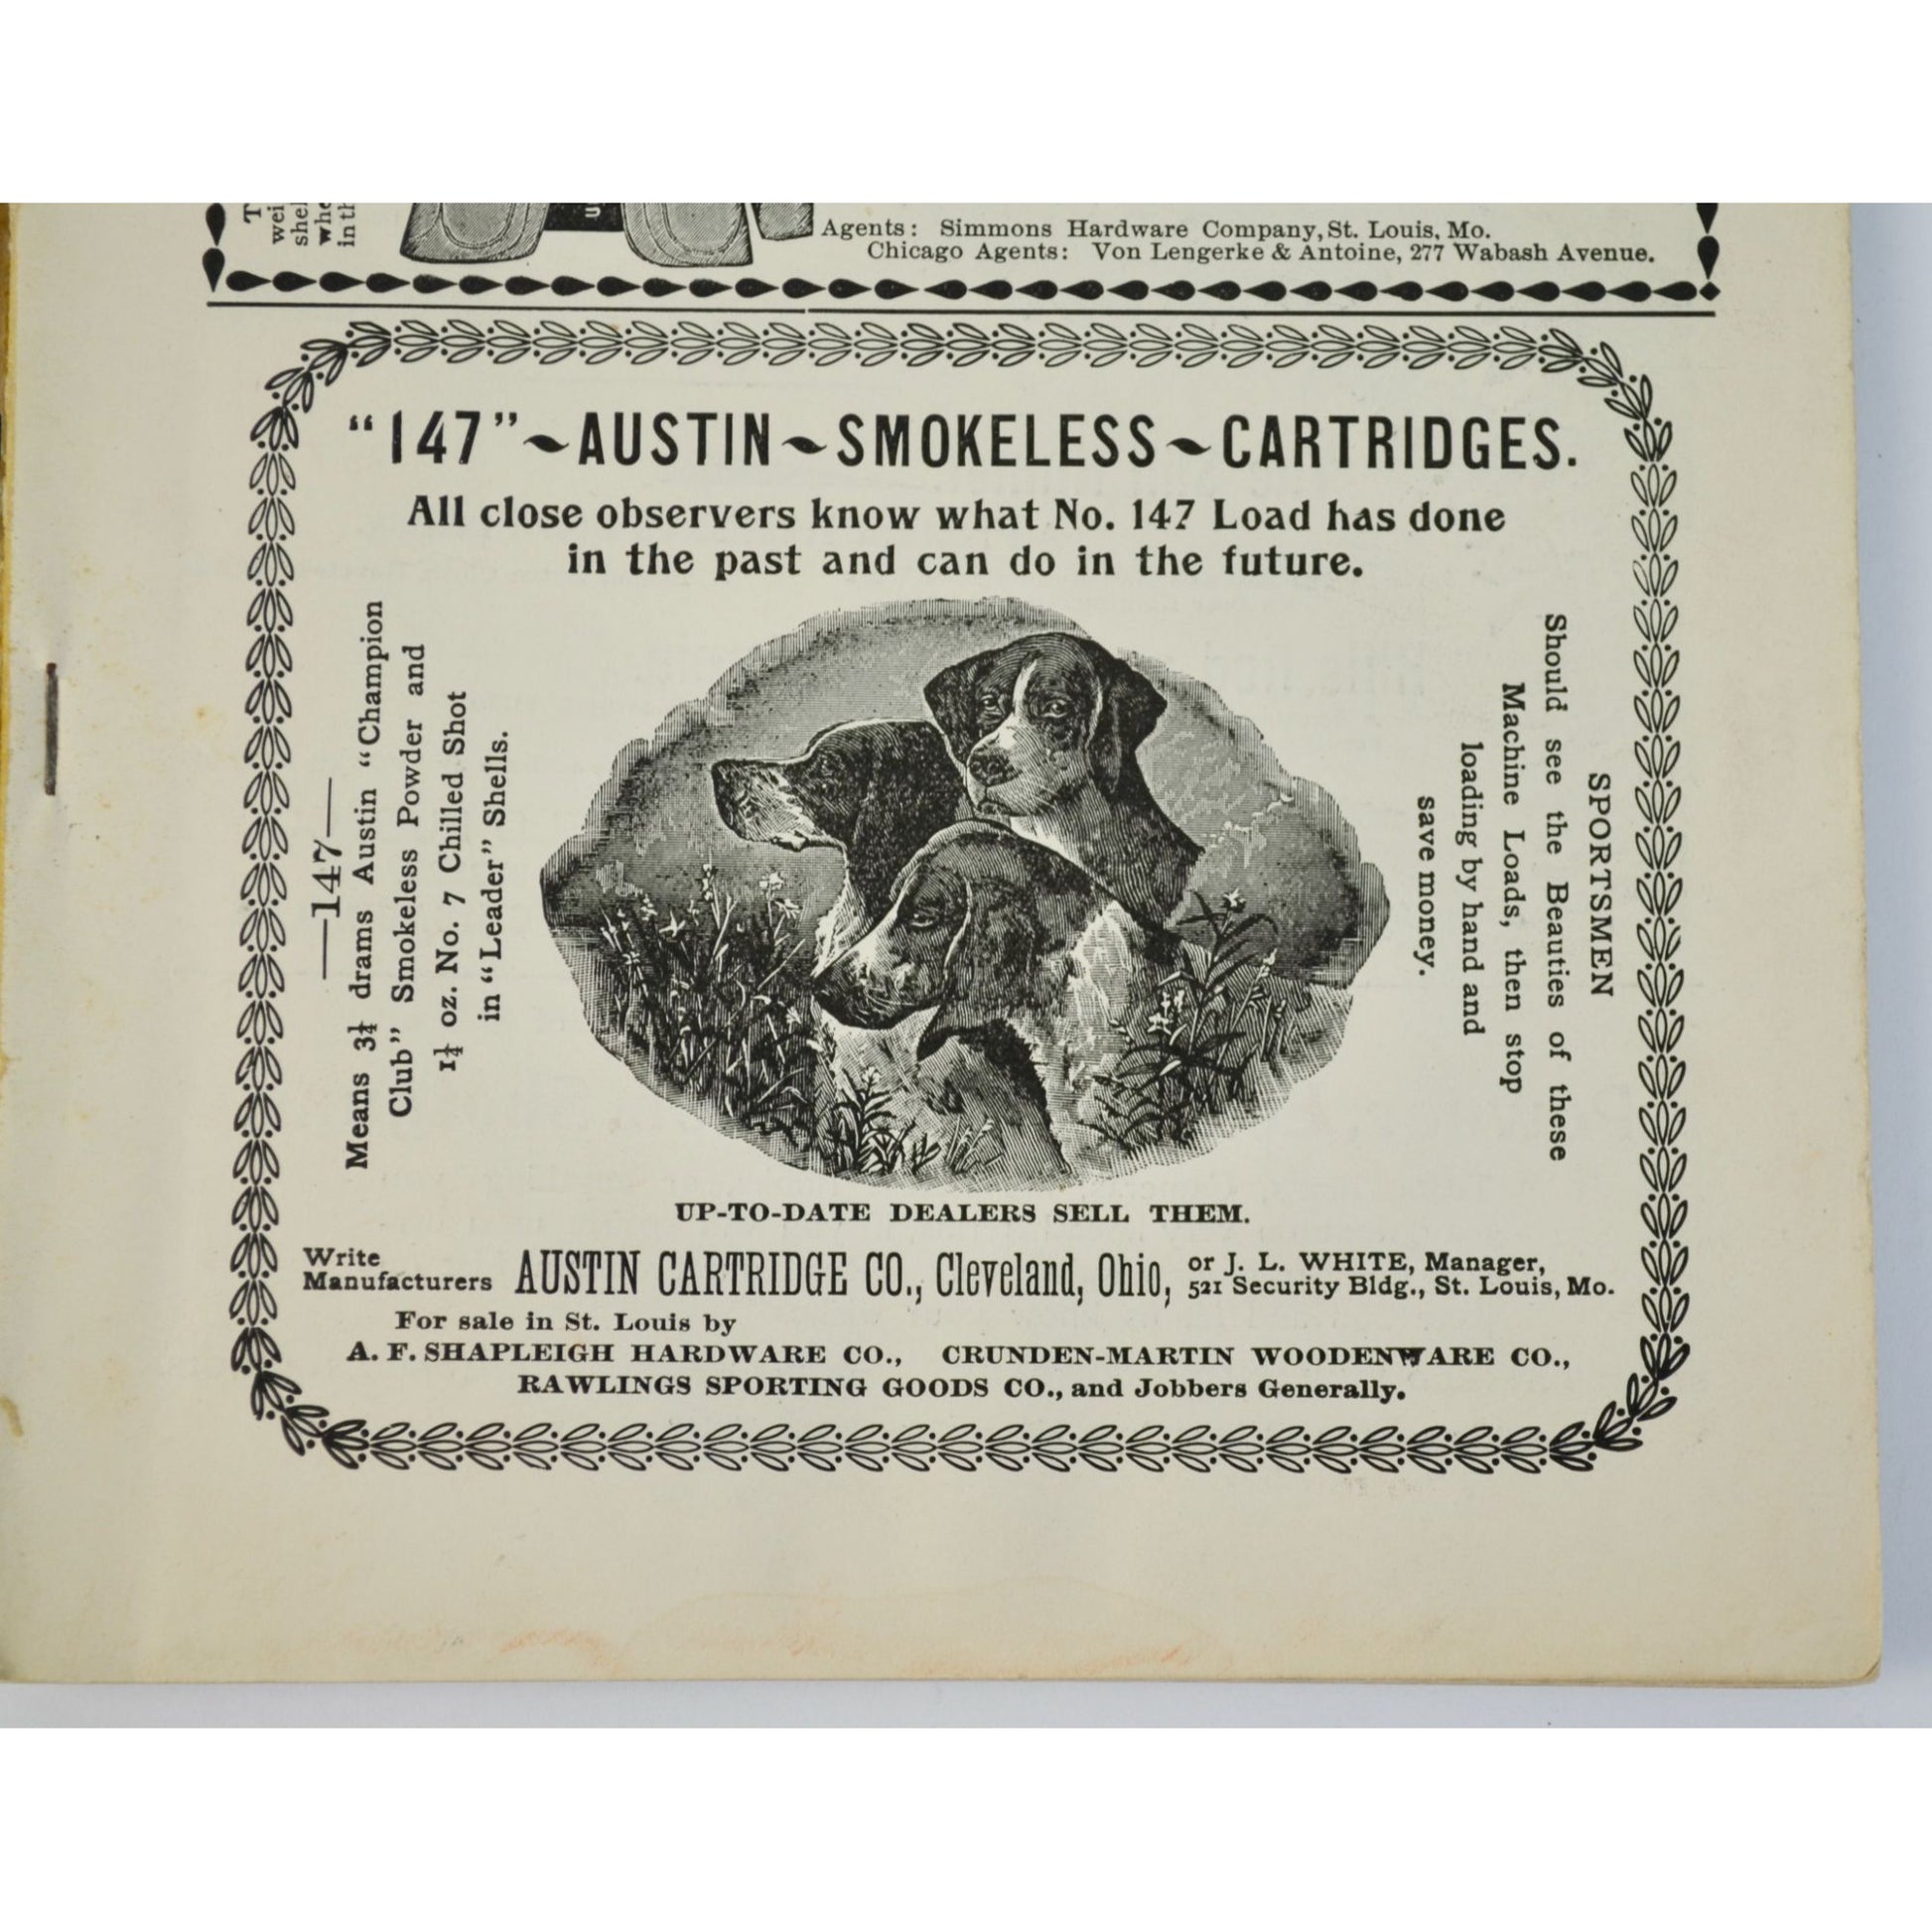 T
wei
shel
who
in th
U
Agents: Simmons Hardware Company, St. Louis, Mo.
Chicago Agents: Von Lengerke & Antoine, 277 Wabash Avenue.
"147" ~ AUSTIN ~ SMOKELESS ~ CARTRIDGES.
All close observers know what No. 147 Load has done
in the past and can do in the future.
—147—
Means 3¼ drams Austin "Champion
Club" Smokeless Powder and
1¼ oz. No. 7 Chilled Shot
in "Leader" Shells.
SPORTSMEN
Should see the Beauties of these
Machine Loads, then stop
loading by hand and
save money.
UP-TO-DATE DEALERS SELL THEM.
Write
Manufacturers AUSTIN CARTRIDGE CO., Cleveland, Ohio, or J. L. WHITE, Manager,
521 Security Bldg., St. Louis, Mo.
For sale in St. Louis by
A. F. SHAPLEIGH HARDWARE CO., CRUNDEN-MARTIN WOODENWARE CO.,
RAWLINGS SPORTING GOODS CO., and Jobbers Generally.